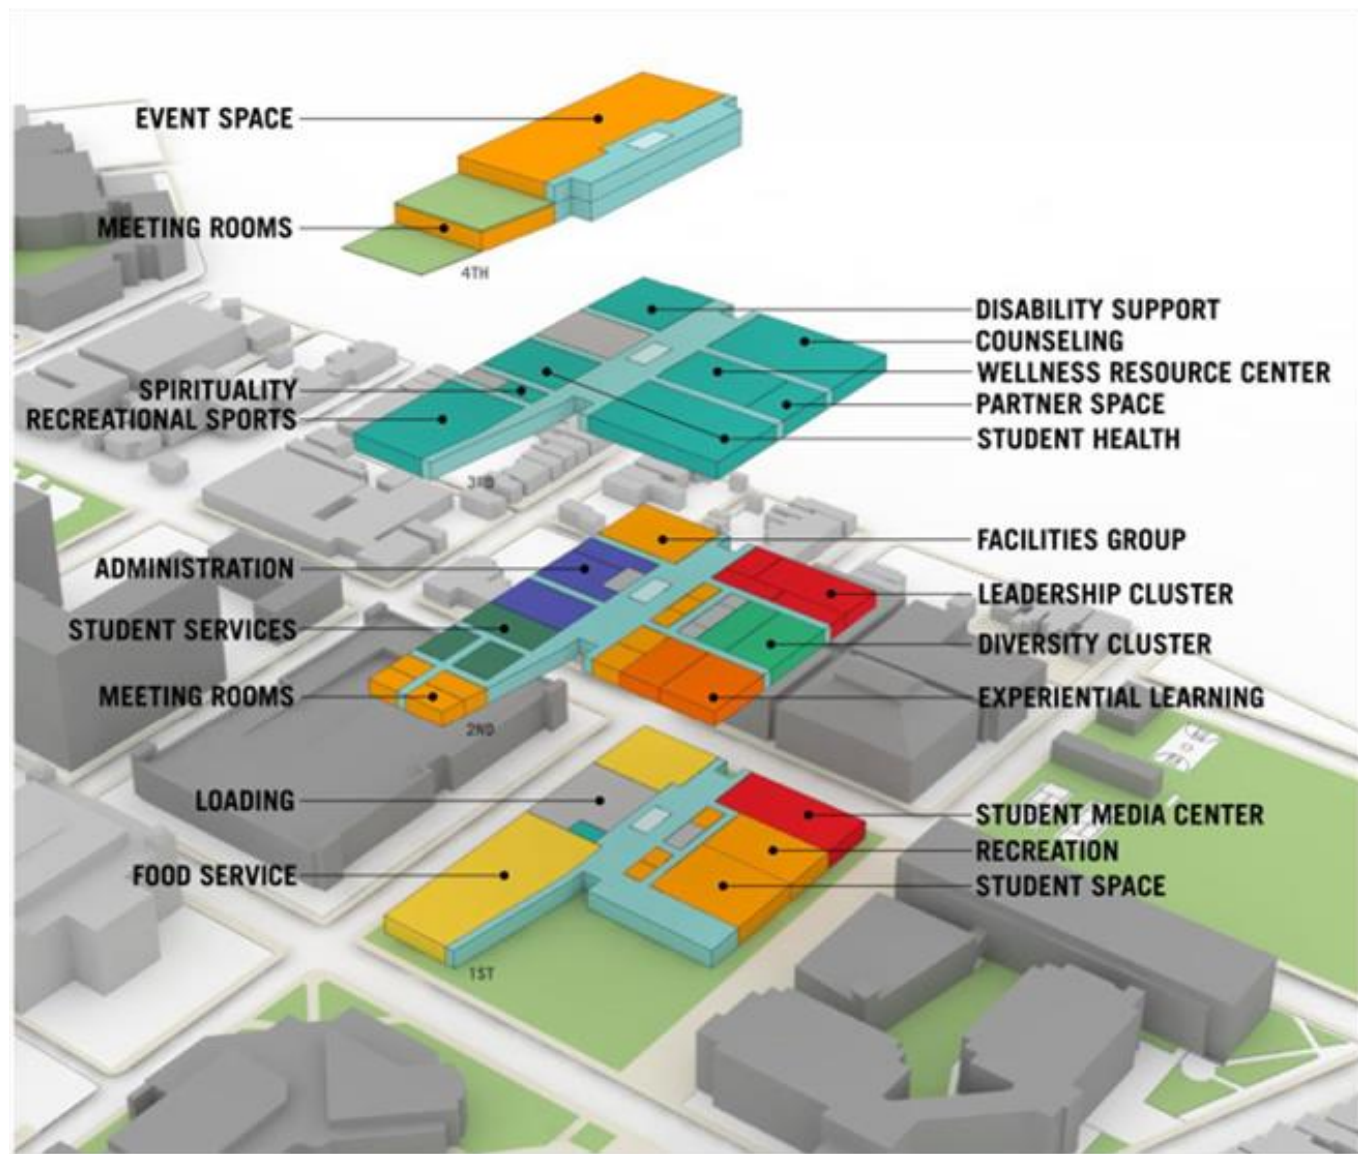 EVENT SPACE
MEETING ROOMS
4TH
DISABILITY SUPPORT
COUNSELING
WELLNESS RESOURCE CENTER
PARTNER SPACE
STUDENT HEALTH
SPIRITUALITY
RECREATIONAL SPORTS
3RD
FACILITIES GROUP
LEADERSHIP CLUSTER
DIVERSITY CLUSTER
EXPERIENTIAL LEARNING
ADMINISTRATION
STUDENT SERVICES
MEETING ROOMS
2ND
LOADING
FOOD SERVICE
STUDENT MEDIA CENTER
RECREATION
STUDENT SPACE
1ST